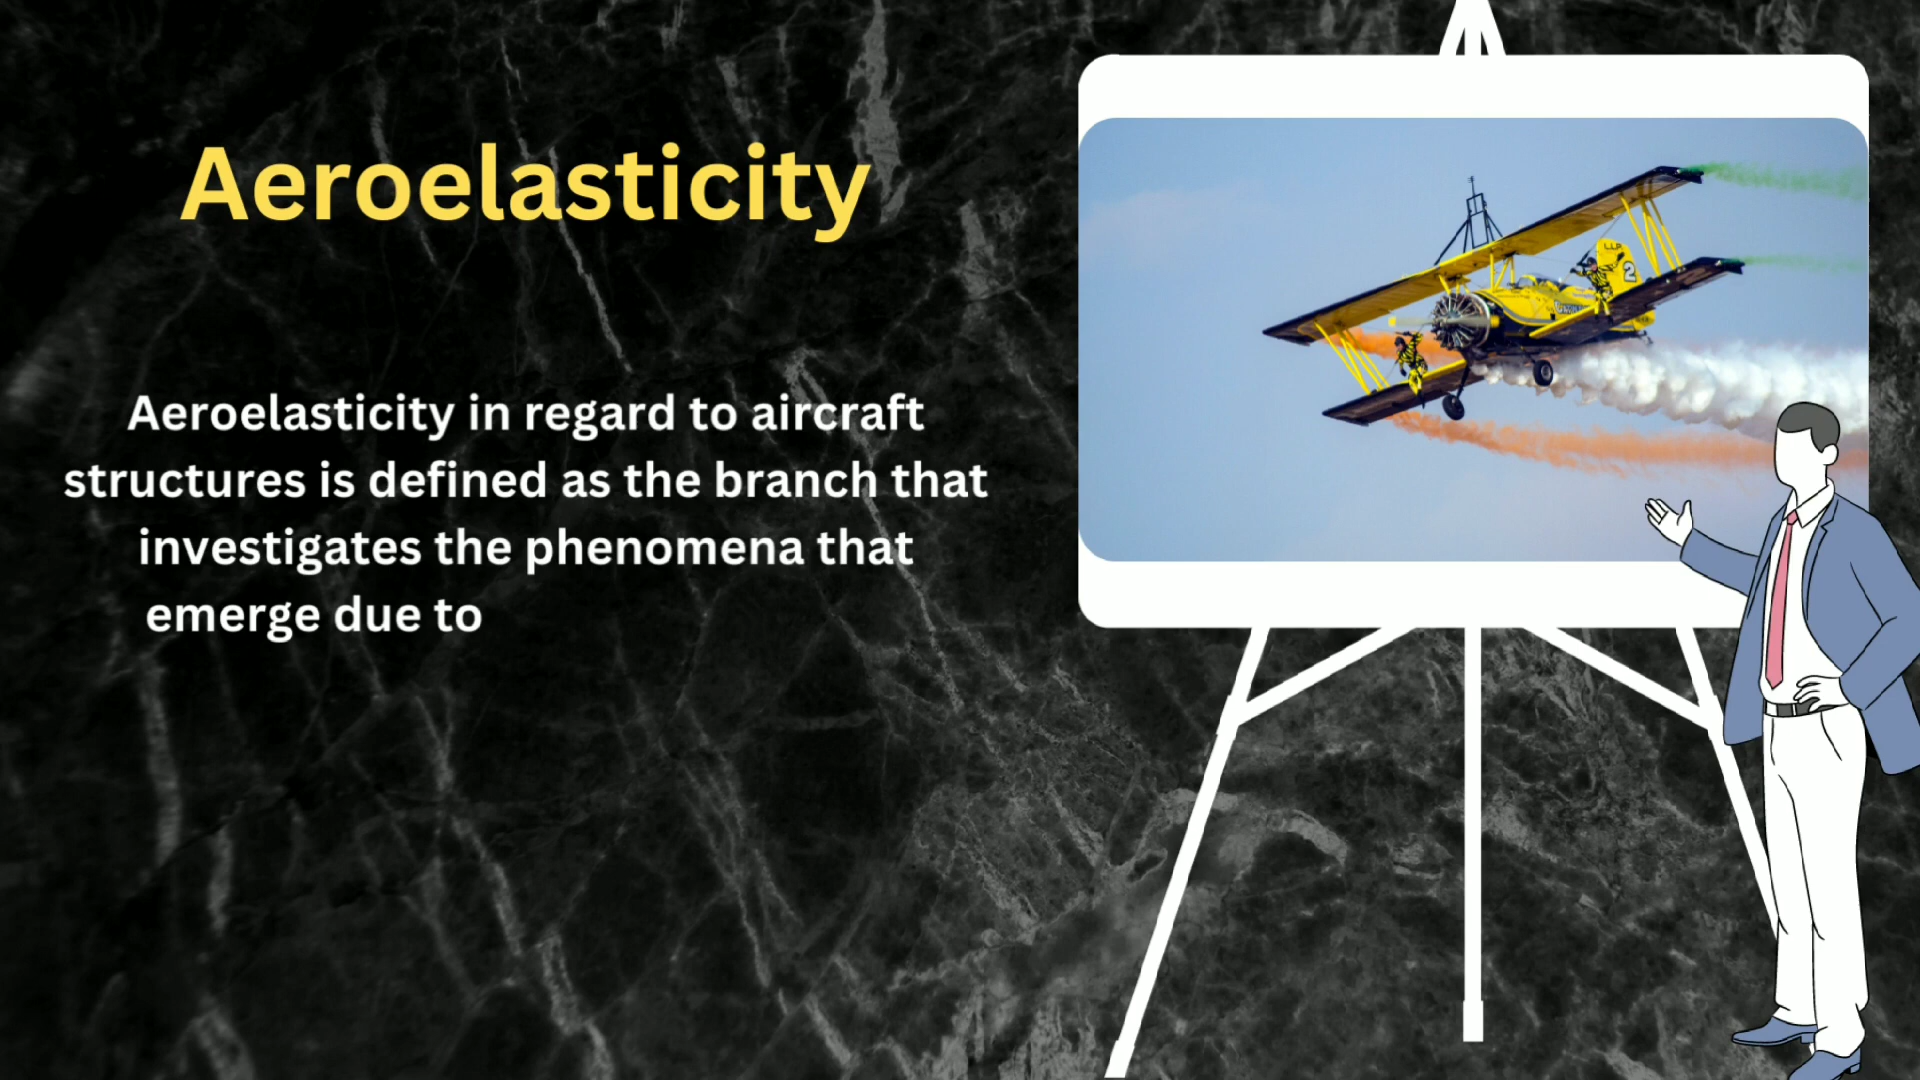 Aeroelasticity
Aeroelasticity in regard to aircraft
structures is defined as the branch that
investigates the phenomena that
emerge due to
2